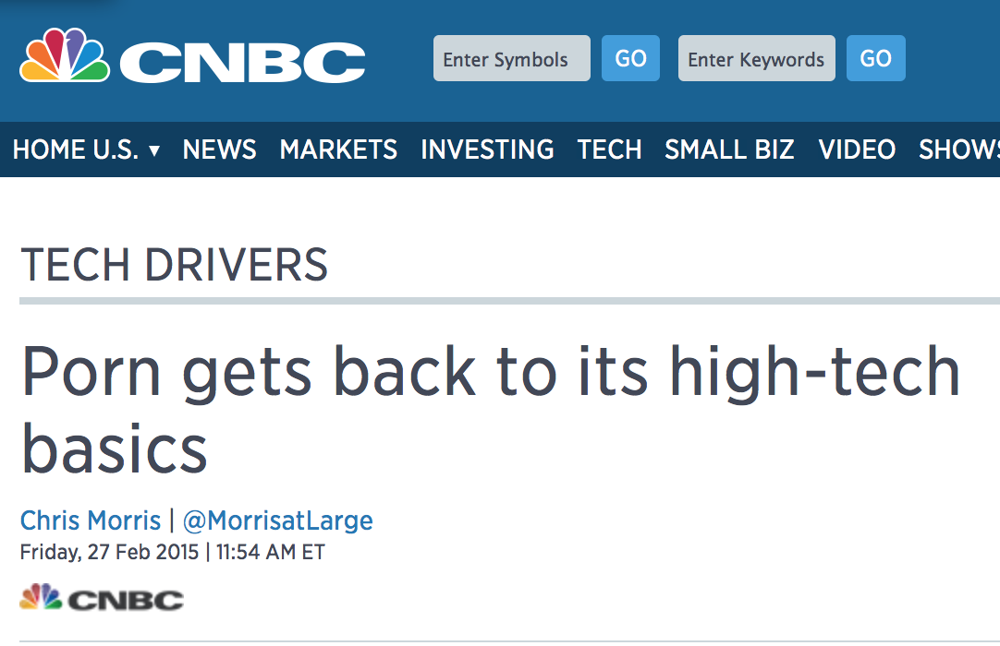 CNBC
Enter Symbols GO Enter Keywords GO
HOME U.S. ▼ NEWS MARKETS INVESTING TECH SMALL BIZ VIDEO SHOWS
TECH DRIVERS
Porn gets back to its high-tech
basics
Chris Morris | @MorrisatLarge
Friday, 27 Feb 2015 | 11:54 AM ET
CNBC